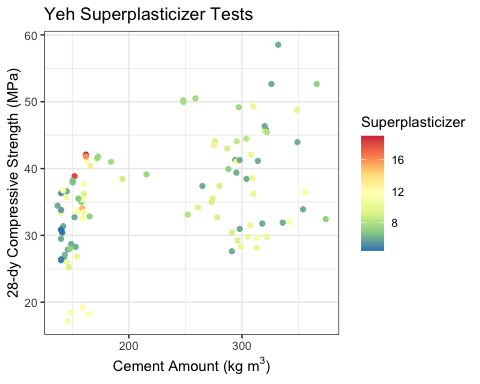 Yeh Superplasticizer Tests
60
50
40
30
20
28-dy Compressive Strength (MPa)
200
300
Cement Amount (kg m³)
Superplasticizer
16
12
8